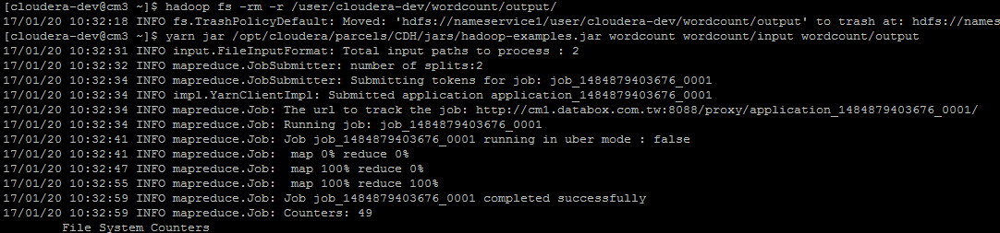 [cloudera-dev@cm3 ~]$ hadoop fs -rm -r /user/cloudera-dev/wordcount/output/
17/01/20 10:32:18 INFO fs.TrashPolicyDefault: Moved: 'hdfs://nameservice1/user/cloudera-dev/wordcount/output' to trash at: hdfs://names
[cloudera-dev@cm3 ~]$ yarn jar /opt/cloudera/parcels/CDH/jars/hadoop-examples.jar wordcount wordcount/input wordcount/output
17/01/20 10:32:31 INFO input.FileInputFormat: Total input paths to process : 2
17/01/20 10:32:32 INFO mapreduce.JobSubmitter: number of splits:2
17/01/20 10:32:34 INFO mapreduce.JobSubmitter: Submitting tokens for job: job_1484879403676_0001
17/01/20 10:32:34 INFO impl.YarnClientImpl: Submitted application application_1484879403676_0001
17/01/20 10:32:34 INFO mapreduce.Job: The url to track the job: http://cm1.databox.com.tw:8088/proxy/application_1484879403676_0001/
17/01/20 10:32:34 INFO mapreduce.Job: Running job: job_1484879403676_0001
17/01/20 10:32:41 INFO mapreduce.Job: Job job_1484879403676_0001 running in uber mode : false
17/01/20 10:32:41 INFO mapreduce.Job:  map 0% reduce 0%
17/01/20 10:32:47 INFO mapreduce.Job:  map 100% reduce 0%
17/01/20 10:32:55 INFO mapreduce.Job:  map 100% reduce 100%
17/01/20 10:32:59 INFO mapreduce.Job: Job job_1484879403676_0001 completed successfully
17/01/20 10:32:59 INFO mapreduce.Job: Counters: 49
File System Counters